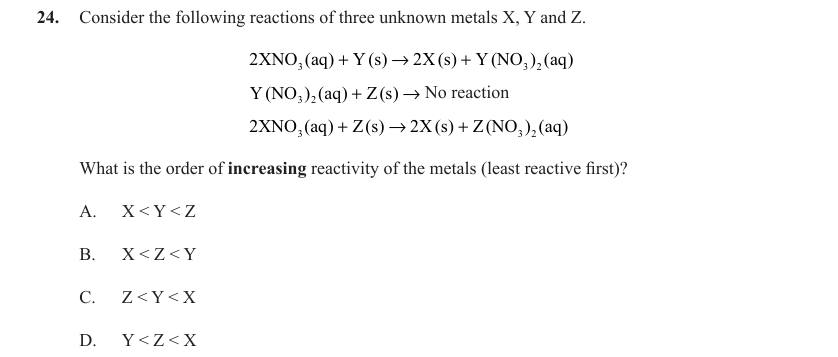 24. Consider the following reactions of three unknown metals X, Y and Z.
2XNO₃(aq) + Y(s) → 2X(s) + Y(NO₃)₂(aq)
Y(NO₃)₂(aq) + Z(s) → No reaction
2XNO₃(aq) + Z(s) → 2X(s) + Z(NO₃)₂(aq)
What is the order of increasing reactivity of the metals (least reactive first)?
A. X < Y < Z
B. X < Z < Y
C. Z < Y < X
D. Y < Z < X